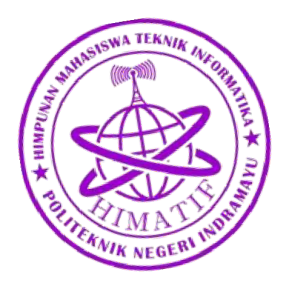 HIMPUNAN MAHASISWA TEKNIK INFORMATIKA
HIMATIF
POLITEKNIK NEGERI INDRAMAYU